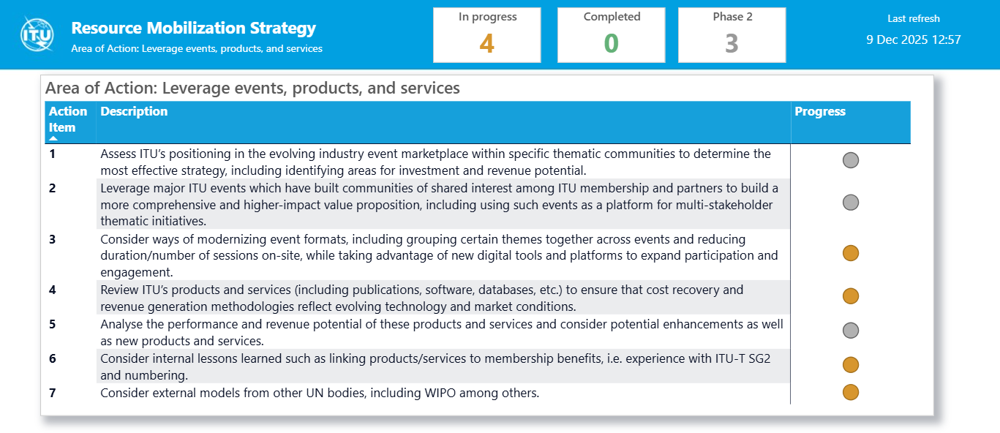 ITU
Resource Mobilization Strategy
Area of Action: Leverage events, products, and services
In progress
4
Completed
0
Phase 2
3
Last refresh
9 Dec 2025 12:57
Area of Action: Leverage events, products, and services
Action Item
Description
Progress
1
Assess ITU’s positioning in the evolving industry event marketplace within specific thematic communities to determine the
most effective strategy, including identifying areas for investment and revenue potential.
2
Leverage major ITU events which have built communities of shared interest among ITU membership and partners to build a
more comprehensive and higher-impact value proposition, including using such events as a platform for multi-stakeholder
thematic initiatives.
3
Consider ways of modernizing event formats, including grouping certain themes together across events and reducing
duration/number of sessions on-site, while taking advantage of new digital tools and platforms to expand participation and
engagement.
4
Review ITU’s products and services (including publications, software, databases, etc.) to ensure that cost recovery and
revenue generation methodologies reflect evolving technology and market conditions.
5
Analyse the performance and revenue potential of these products and services and consider potential enhancements as well
as new products and services.
6
Consider internal lessons learned such as linking products/services to membership benefits, i.e. experience with ITU-T SG2
and numbering.
7
Consider external models from other UN bodies, including WIPO among others.